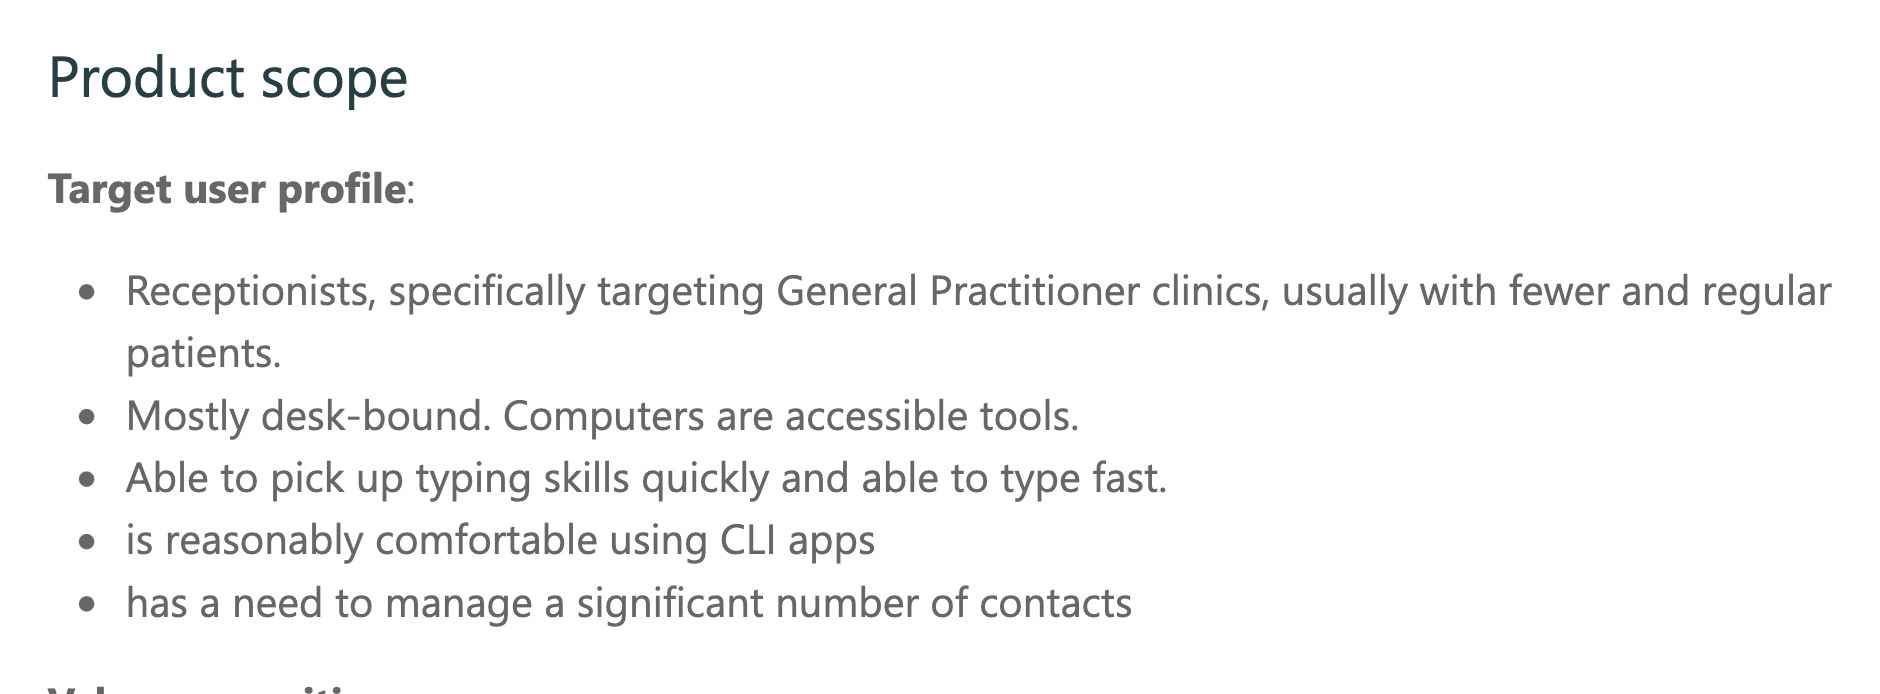 Product scope
Target user profile:
Receptionists, specifically targeting General Practitioner clinics, usually with fewer and regular
patients.
Mostly desk-bound. Computers are accessible tools.
Able to pick up typing skills quickly and able to type fast.
is reasonably comfortable using CLI apps
has a need to manage a significant number of contacts